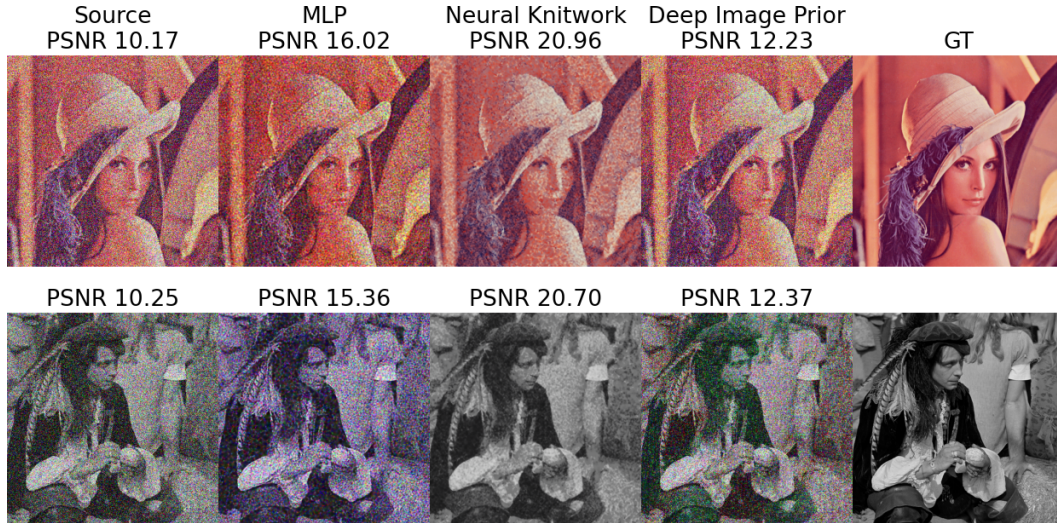 Source
PSNR 10.17
MLP
PSNR 16.02
Neural Knitwork
PSNR 20.96
Deep Image Prior
PSNR 12.23
GT
PSNR 10.25
PSNR 15.36
PSNR 20.70
PSNR 12.37